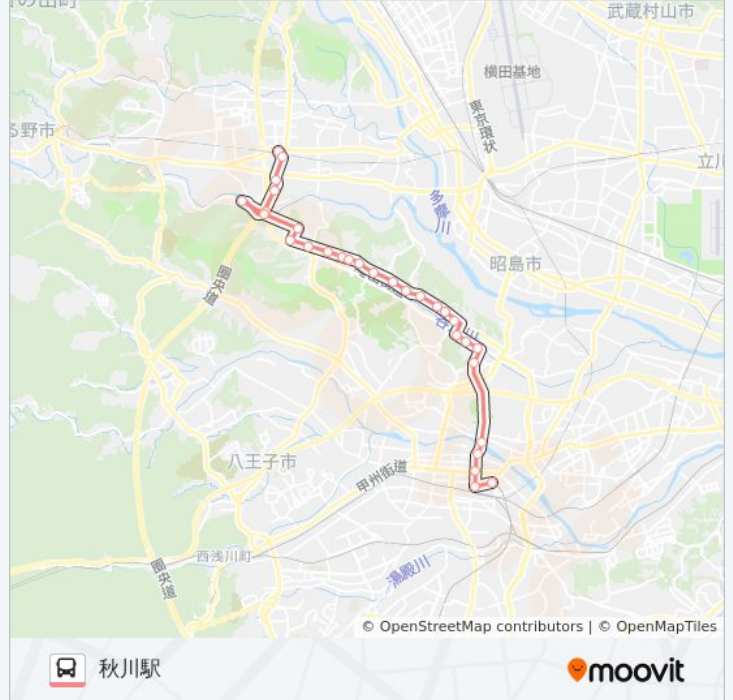 武蔵村山市
横田基地
東京環状
る野市
立川
多摩川
昭島市
圏央道
八王子市
甲州街道
西浅川町
圏央道
湯殿川
© OpenStreetMap contributors | © OpenMapTiles
秋川駅
moovit